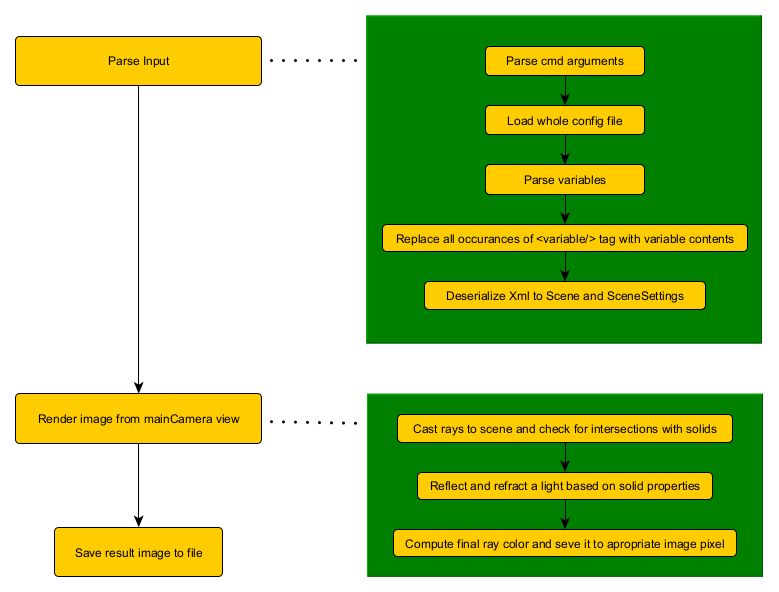 Parse Input
Parse cmd arguments
Load whole config file
Parse variables
Replace all occurances of <variable/> tag with variable contents
Deserialize Xml to Scene and SceneSettings
Render image from mainCamera view
Cast rays to scene and check for intersections with solids
Reflect and refract a light based on solid properties
Compute final ray color and seve it to apropriate image pixel
Save result image to file